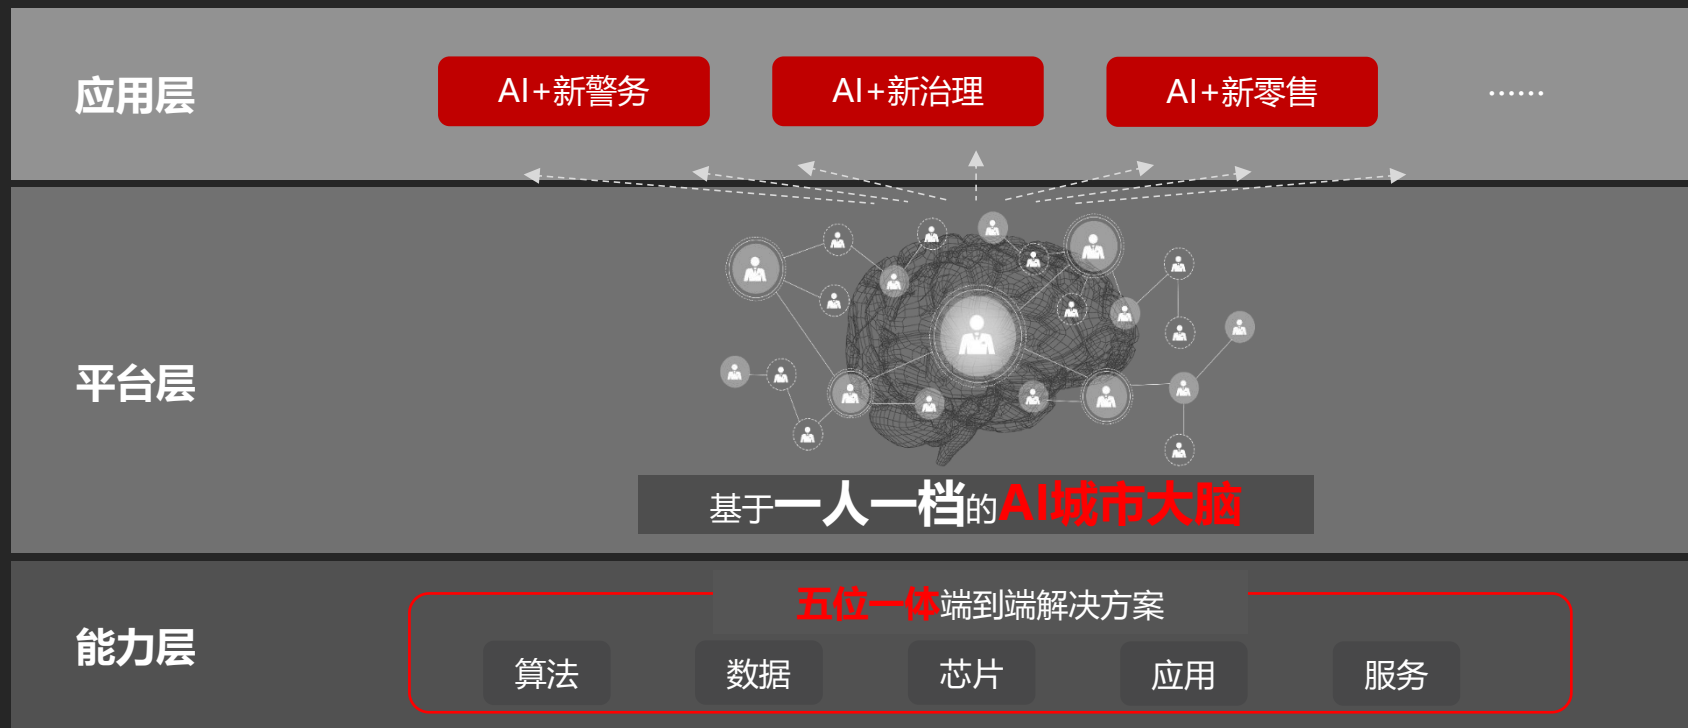 应用层
AI+新警务
AI+新治理
AI+新零售
......
平台层
基于一人一档的AI城市大脑
能力层
五位一体端到端解决方案
算法
数据
芯片
应用
服务